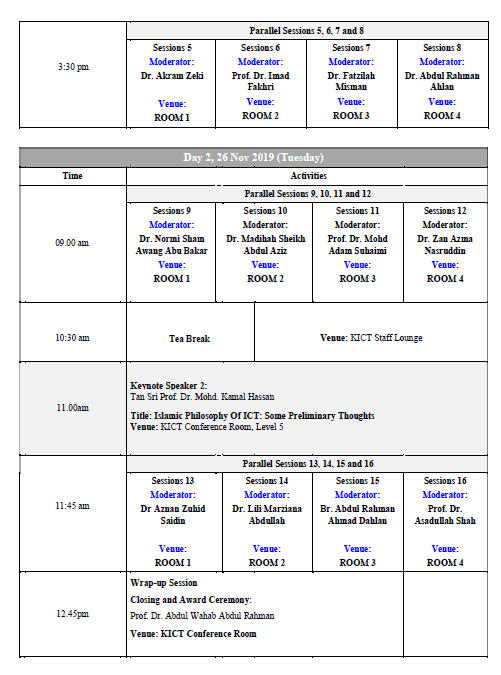 Parallel Sessions 5, 6, 7 and 8
3:30 pm
Sessions 5
Moderator:
Dr. Akram Zeki
Venue:
ROOM 1
Sessions 6
Moderator:
Prof. Dr. Imad
Fakhri
Venue:
ROOM 2
Sessions 7
Moderator:
Dr. Fatzilah
Misman
Venue:
ROOM 3
Sessions 8
Moderator:
Dr. Abdul Rahman
Ahlan
Venue:
ROOM 4
Day 2, 26 Nov 2019 (Tuesday)
Time
Activities
Parallel Sessions 9, 10, 11 and 12
09.00 am
Sessions 9
Moderator:
Dr. Normi Sham
Awang Abu Bakar
Venue:
ROOM 1
Sessions 10
Moderator:
Dr. Madihah Sheikh
Abdul Aziz
Venue:
ROOM 2
Sessions 11
Moderator:
Prof. Dr. Mohd
Adam Suhaimi
Venue:
ROOM 3
Sessions 12
Moderator:
Dr. Zan Azma
Nasruddin
Venue:
ROOM 4
10:30 am
Tea Break
Venue: KICT Staff Lounge
11.00am
Keynote Speaker 2:
Tan Sri Prof. Dr. Mohd. Kamal Hassan
Title: Islamic Philosophy Of ICT: Some Preliminary Thoughts
Venue: KICT Conference Room, Level 5
Parallel Sessions 13, 14, 15 and 16
11:45 am
Sessions 13
Moderator:
Dr Aznan Zuhid
Saidin
Venue:
ROOM 1
Sessions 14
Moderator:
Dr. Lili Marziana
Abdullah
Venue:
ROOM 2
Sessions 15
Moderator:
Br. Abdul Rahman
Ahmad Dahlan
Venue:
ROOM 3
Sessions 16
Moderator:
Prof. Dr.
Asadullah Shah
Venue:
ROOM 4
12.45pm
Wrap-up Session
Closing and Award Ceremony:
Prof. Dr. Abdul Wahab Abdul Rahman
Venue: KICT Conference Room